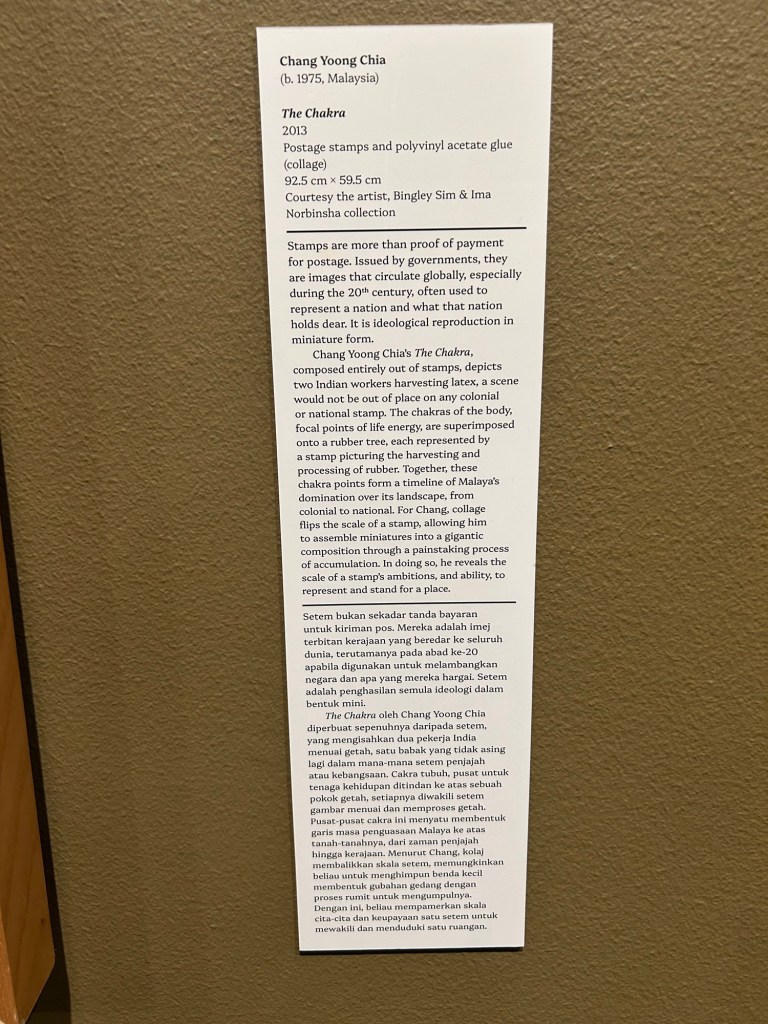 Chang Yoong Chia
(b. 1975, Malaysia)
The Chakra
2013
Postage stamps and polyvinyl acetate glue
(collage)
92.5 cm × 59.5 cm
Courtesy the artist, Bingley Sim & Ima
Norbinsha collection
Stamps are more than proof of payment
for postage. Issued by governments, they
are images that circulate globally, especially
during the 20th century, often used to
represent a nation and what that nation
holds dear. It is ideological reproduction in
miniature form.
Chang Yoong Chia's The Chakra,
composed entirely out of stamps, depicts
two Indian workers harvesting latex, a scene
would not be out of place on any colonial
or national stamp. The chakras of the body,
focal points of life energy, are superimposed
onto a rubber tree, each represented by
a stamp picturing the harvesting and
processing of rubber. Together, these
chakra points form a timeline of Malaya's
domination over its landscape, from
colonial to national. For Chang, collage
flips the scale of a stamp, allowing him
to assemble miniatures into a gigantic
composition through a painstaking process
of accumulation. In doing so, he reveals the
scale of a stamp's ambitions, and ability, to
represent and stand for a place.
Setem bukan sekadar tanda bayaran
untuk kiriman pos. Mereka adalah imej
terbitan kerajaan yang beredar ke seluruh
dunia, terutamanya pada abad ke-20
apabila digunakan untuk melambangkan
negara dan apa yang mereka hargai. Setem
adalah penghasilan semula ideologi dalam
bentuk mini.
The Chakra oleh Chang Yoong Chia
diperbuat sepenuhnya daripada setem,
yang mengisahkan dua pekerja India
menuai getah, satu babak yang tidak asing
lagi dalam mana-mana setem penjajah
atau kebangsaan. Cakra tubuh, pusat untuk
tenaga kehidupan ditindan ke atas sebuah
pokok getah, setiapnya diwakili setem
gambar menuai dan memproses getah.
Pusat-pusat cakra ini menyatu membentuk
garis masa penguasaan Malaya ke atas
tanah-tanahnya, dari zaman penjajah
hingga kerajaan. Menurut Chang, kolaj
membalikkan skala setem, memungkinkan
beliau untuk menghimpun benda kecil
membentuk gubahan gedang dengan
proses rumit untuk mengumpulnya.
Dengan ini, beliau mempamerkan skala
cita-cita dan keupayaan satu setem untuk
mewakili dan menduduki satu ruangan.